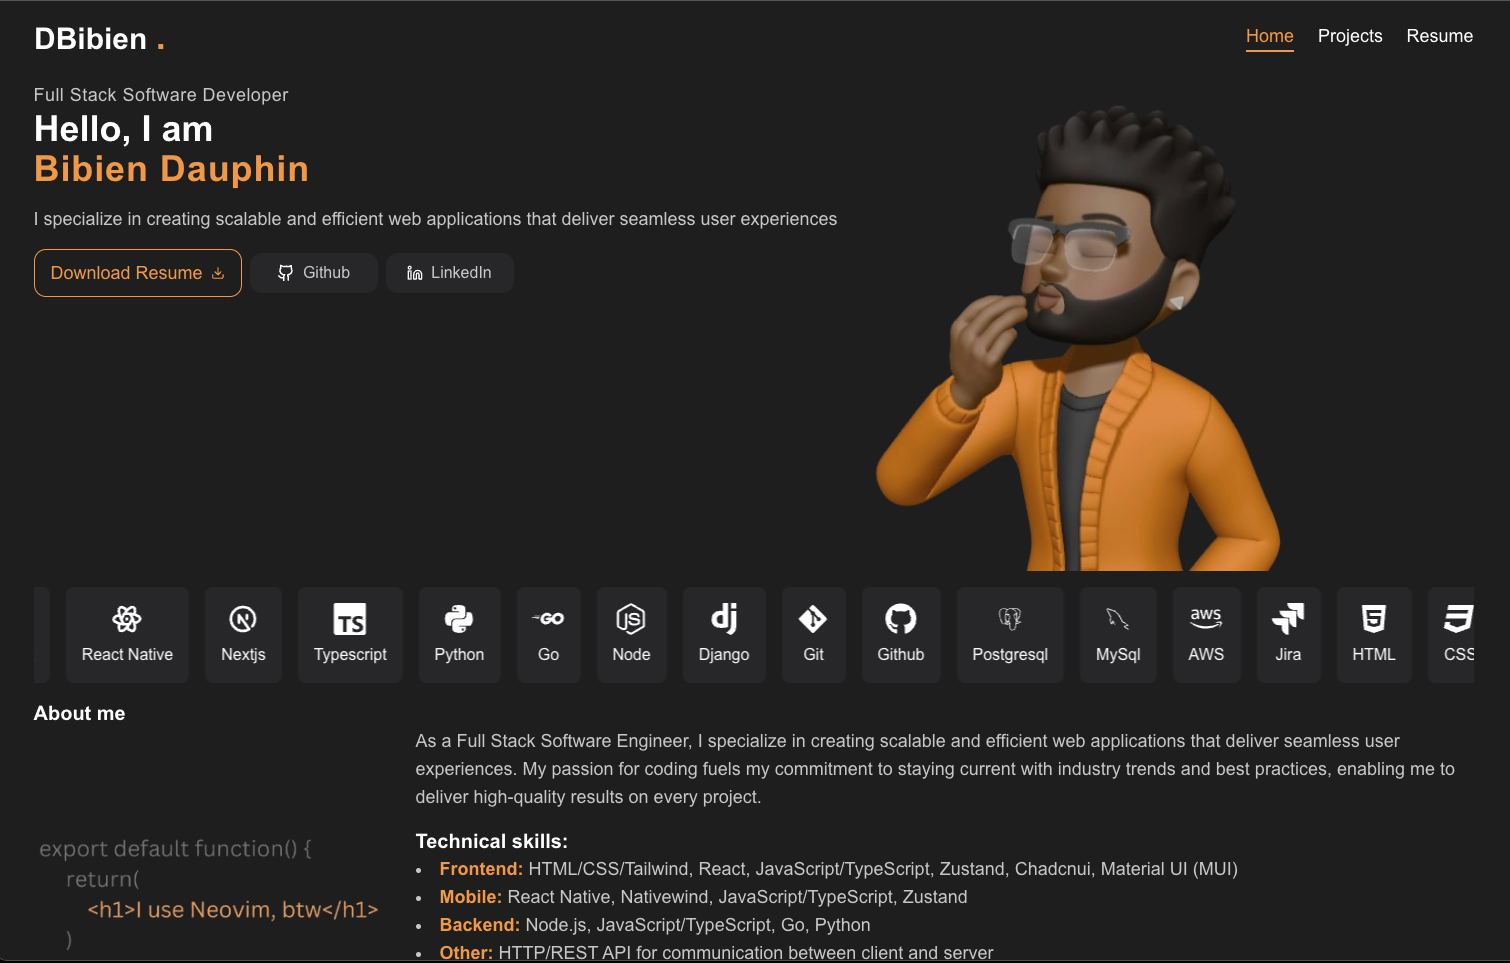 DBibien .
Home Projects Resume
Full Stack Software Developer
Hello, I am
Bibien Dauphin
I specialize in creating scalable and efficient web applications that deliver seamless user experiences
Download Resume Github LinkedIn
TS GO JS dj aws
React Native Nextjs Typescript Python Go Node Django Git Github Postgresql MySql AWS Jira HTML CSS
About me
As a Full Stack Software Engineer, I specialize in creating scalable and efficient web applications that deliver seamless user
experiences. My passion for coding fuels my commitment to staying current with industry trends and best practices, enabling me to
deliver high-quality results on every project.
export default function() {
return(
<h1>I use Neovim, btw</h1>
)
Technical skills:
• Frontend: HTML/CSS/Tailwind, React, JavaScript/TypeScript, Zustand, Chadcnui, Material UI (MUI)
• Mobile: React Native, Nativewind, JavaScript/TypeScript, Zustand
• Backend: Node.js, JavaScript/TypeScript, Go, Python
• Other: HTTP/REST API for communication between client and server